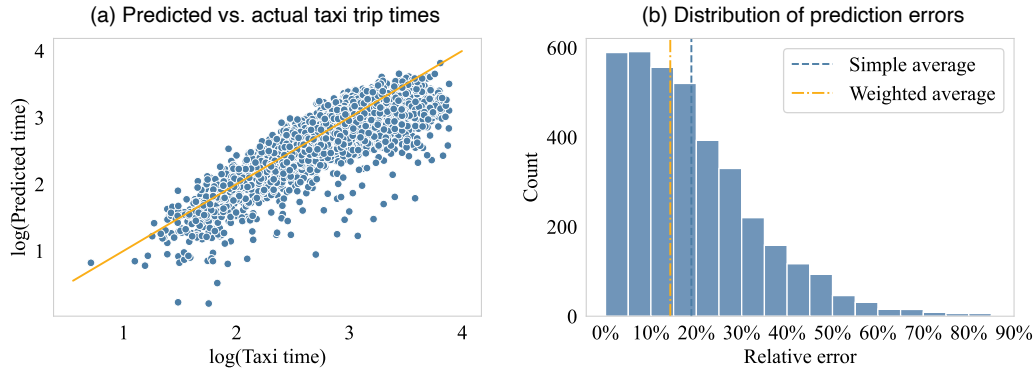 (a) Predicted vs. actual taxi trip times
4
3
2
1
log(Predicted time)
1 2 3 4
log(Taxi time)
(b) Distribution of prediction errors
600
400
200
0
Count
Simple average
Weighted average
0% 10% 20% 30% 40% 50% 60% 70% 80% 90%
Relative error